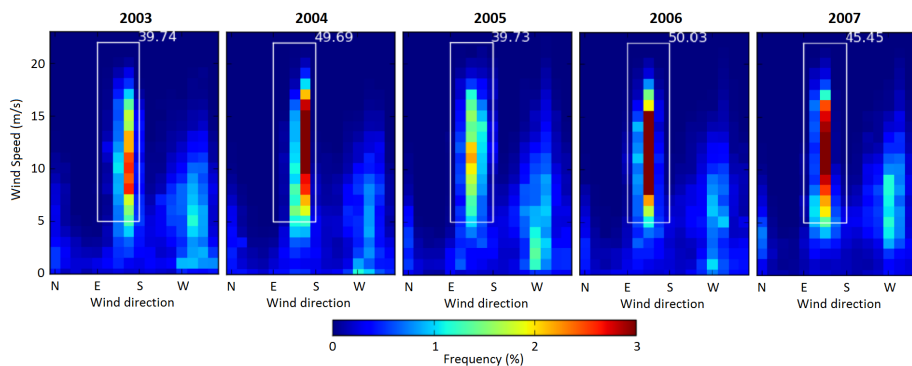 2003 2004 2005 2006 2007
39.74 49.69 39.73 50.03 45.45
20
15
10
5
0
Wind Speed (m/s)
N E S W N E S W N E S W N E S W N E S W
Wind direction Wind direction Wind direction Wind direction Wind direction
0 1 2 3
Frequency (%)